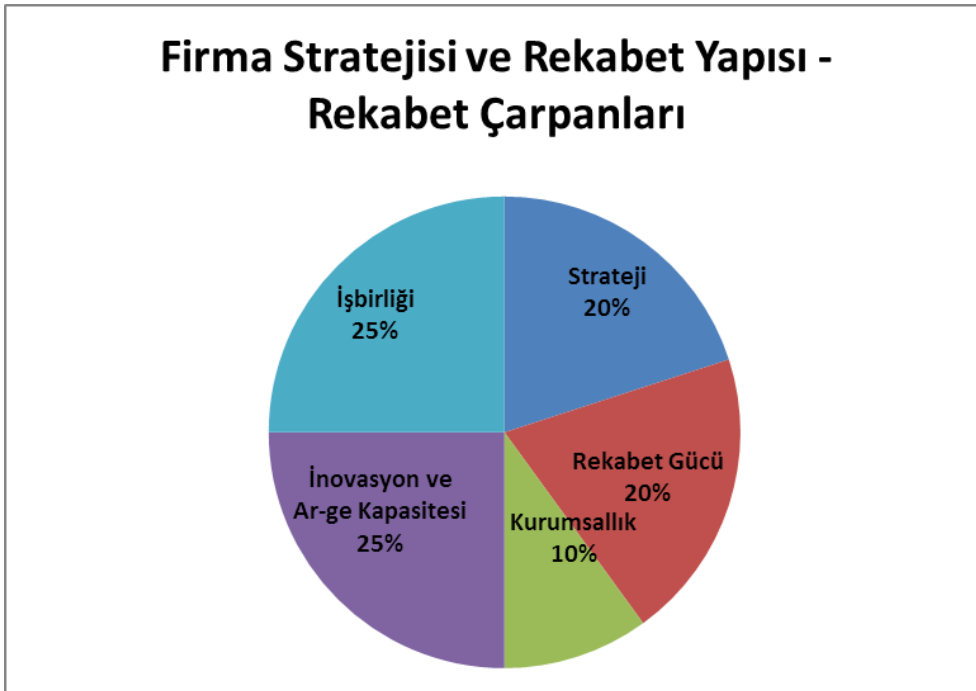 Firma Stratejisi ve Rekabet Yapısı -
Rekabet Çarpanları
Strateji
20%
Rekabet Gücü
20%
Kurumsallık
10%
İnovasyon ve
Ar-ge Kapasitesi
25%
İşbirliği
25%